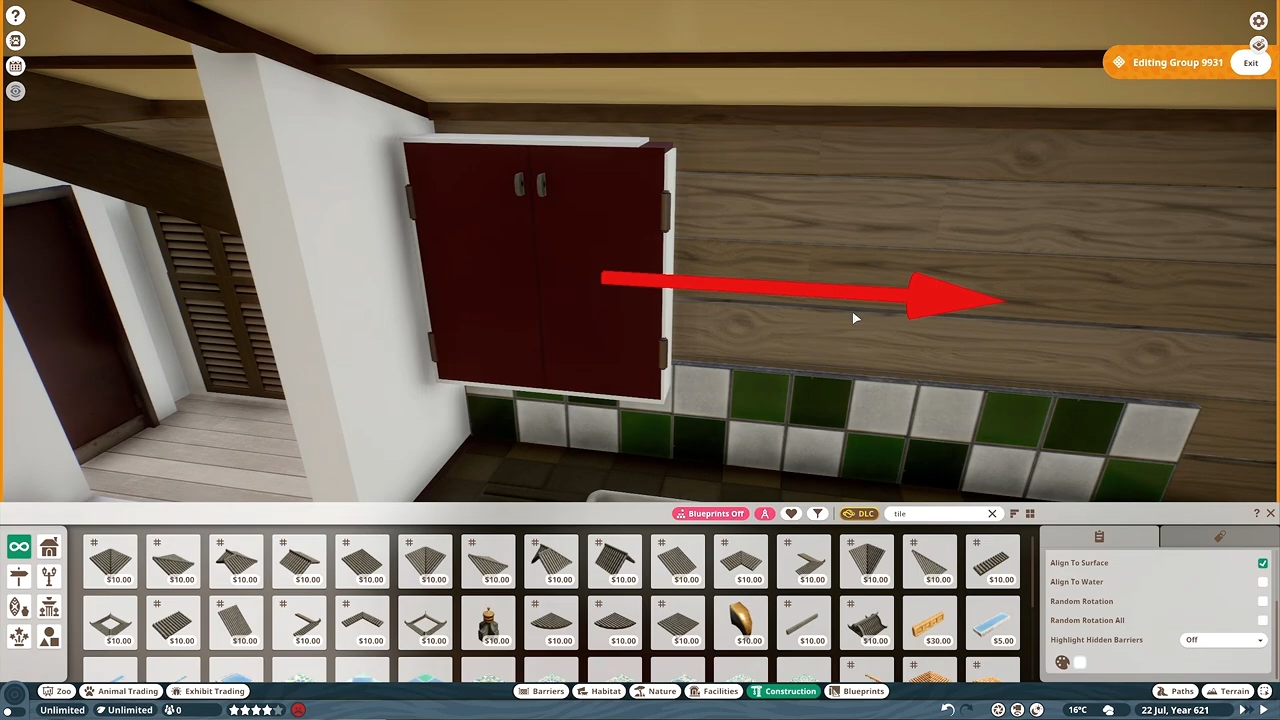 Editing Group 9931
Exit
Blueprints Off
DLC
tile
$10.00 $10.00 $10.00 $10.00 $10.00 $10.00 $10.00 $10.00 $10.00 $10.00 $10.00 $10.00 $10.00 $10.00 $10.00
$10.00 $10.00 $10.00 $10.00 $10.00 $10.00 $10.00 $10.00 $10.00 $10.00 $10.00 $10.00 $10.00 $30.00 $5.00
Align To Surface
Align To Water
Random Rotation
Random Rotation All
Highlight Hidden Barriers Off
Zoo Animal Trading Exhibit Trading Barriers Habitat Nature Facilities Construction Blueprints Paths Terrain
Unlimited Unlimited 0 16°C 22 Jul, Year 621